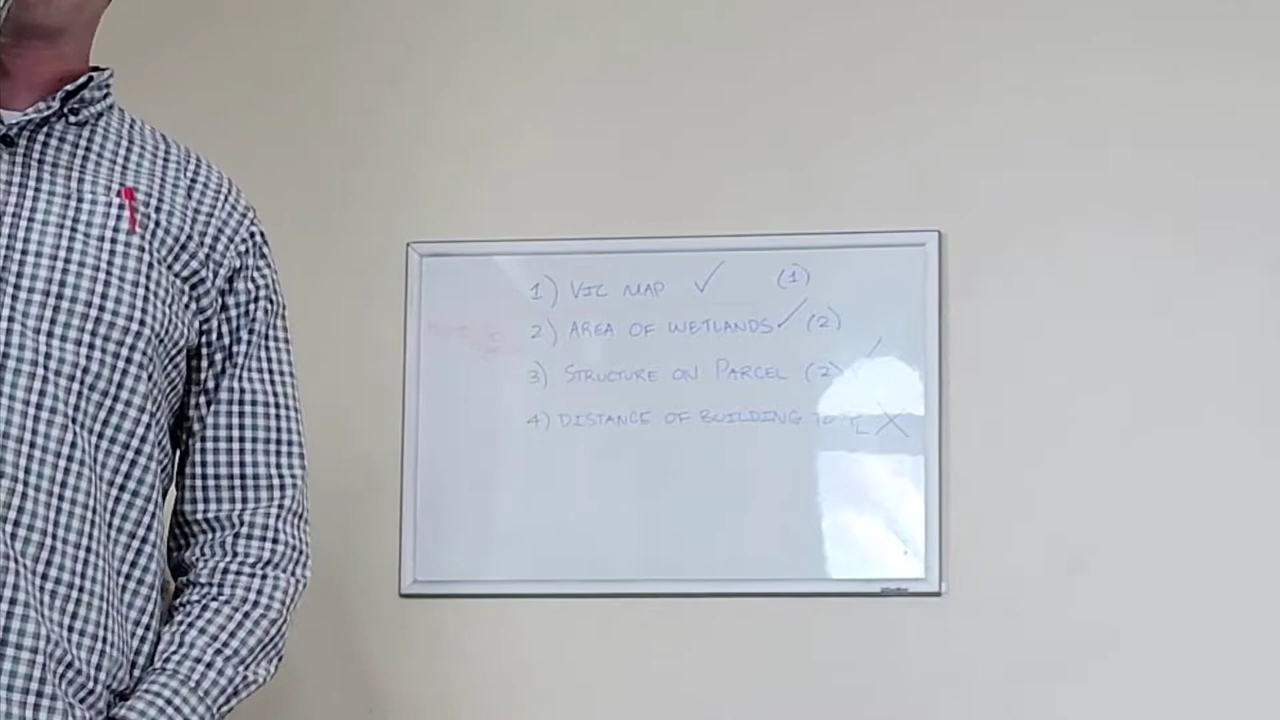 1) VIC MAP ✓ (1)
2) AREA OF WETLANDS ✓ (2)
3) STRUCTURE ON PARCEL (2) ✓
4) DISTANCE OF BUILDING TO X